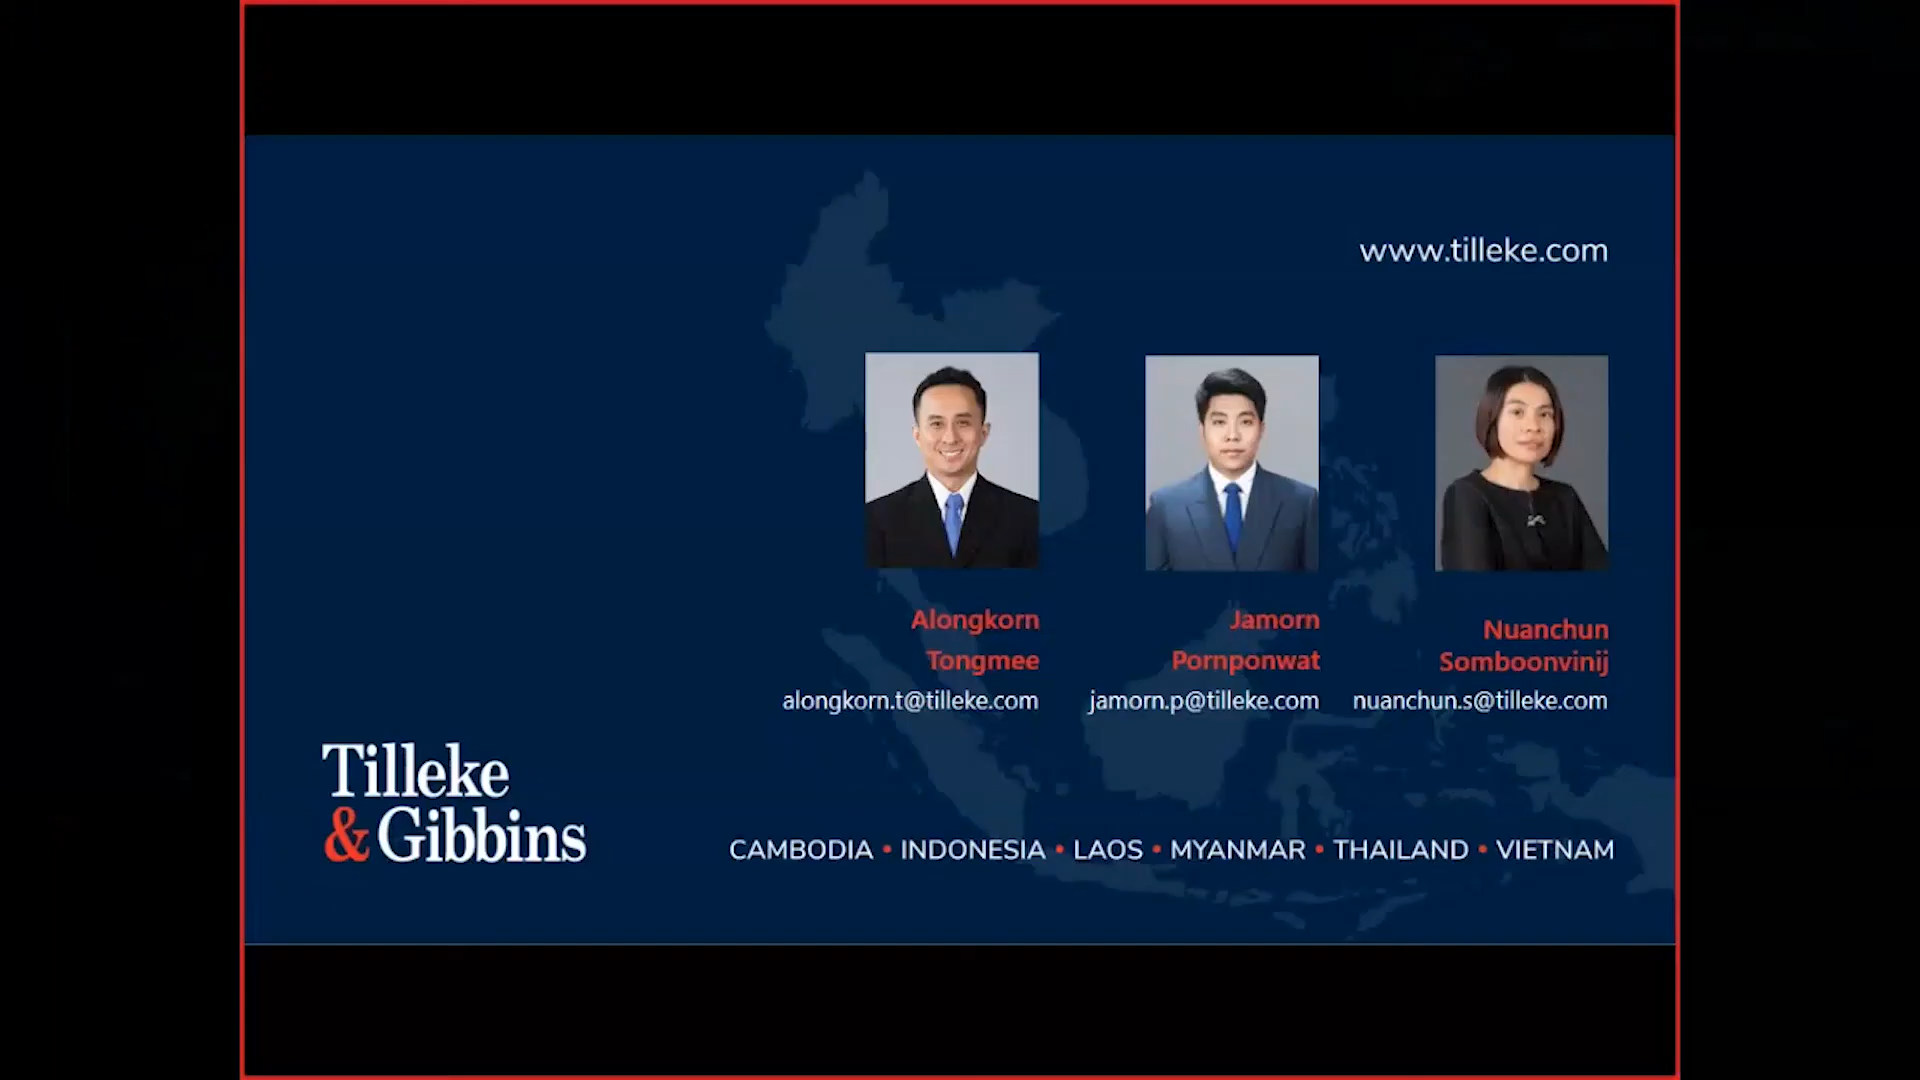 www.tilleke.com
Alongkorn
Tongmee
alongkorn.t@tilleke.com
Jamorn
Pornponwat
jamorn.p@tilleke.com
Nuanchun
Somboonvinij
nuanchun.s@tilleke.com
Tilleke
& Gibbins
CAMBODIA • INDONESIA • LAOS • MYANMAR • THAILAND • VIETNAM